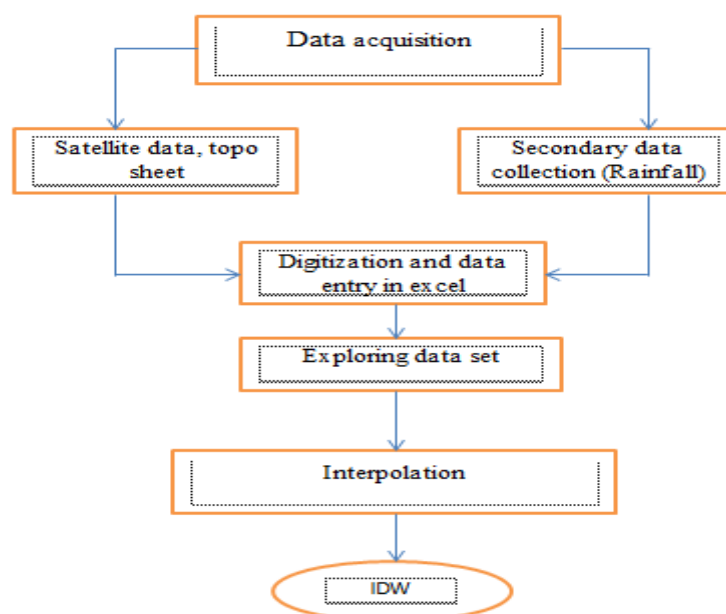 Data acquisition
Satellite data, topo
sheet
Secondary data
collection (Rainfall)
Digitization and data
entry in excel
Exploring data set
Interpolation
IDW